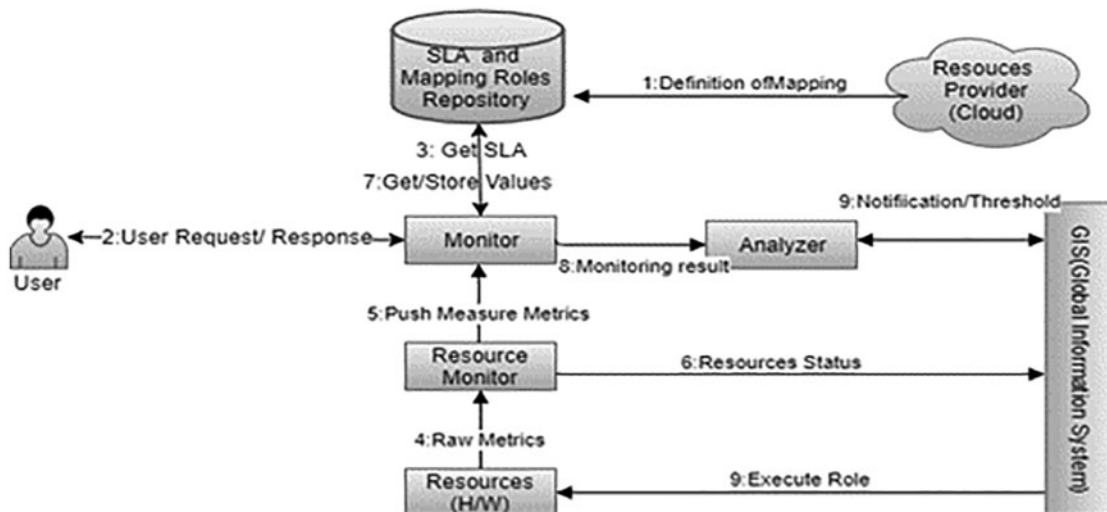 SLA and
Mapping Roles
Repository
1:Definition ofMapping
Resouces
Provider
(Cloud)
3: Get SLA
7:Get/Store Values
9:Notifiication/Threshold
2:User Request/ Response
Monitor
Analyzer
8:Monitoring result
User
5:Push Measure Metrics
Resource
Monitor
6:Resources Status
GIS(Global Information System)
4:Raw Metrics
Resources
(H/W)
9:Execute Role